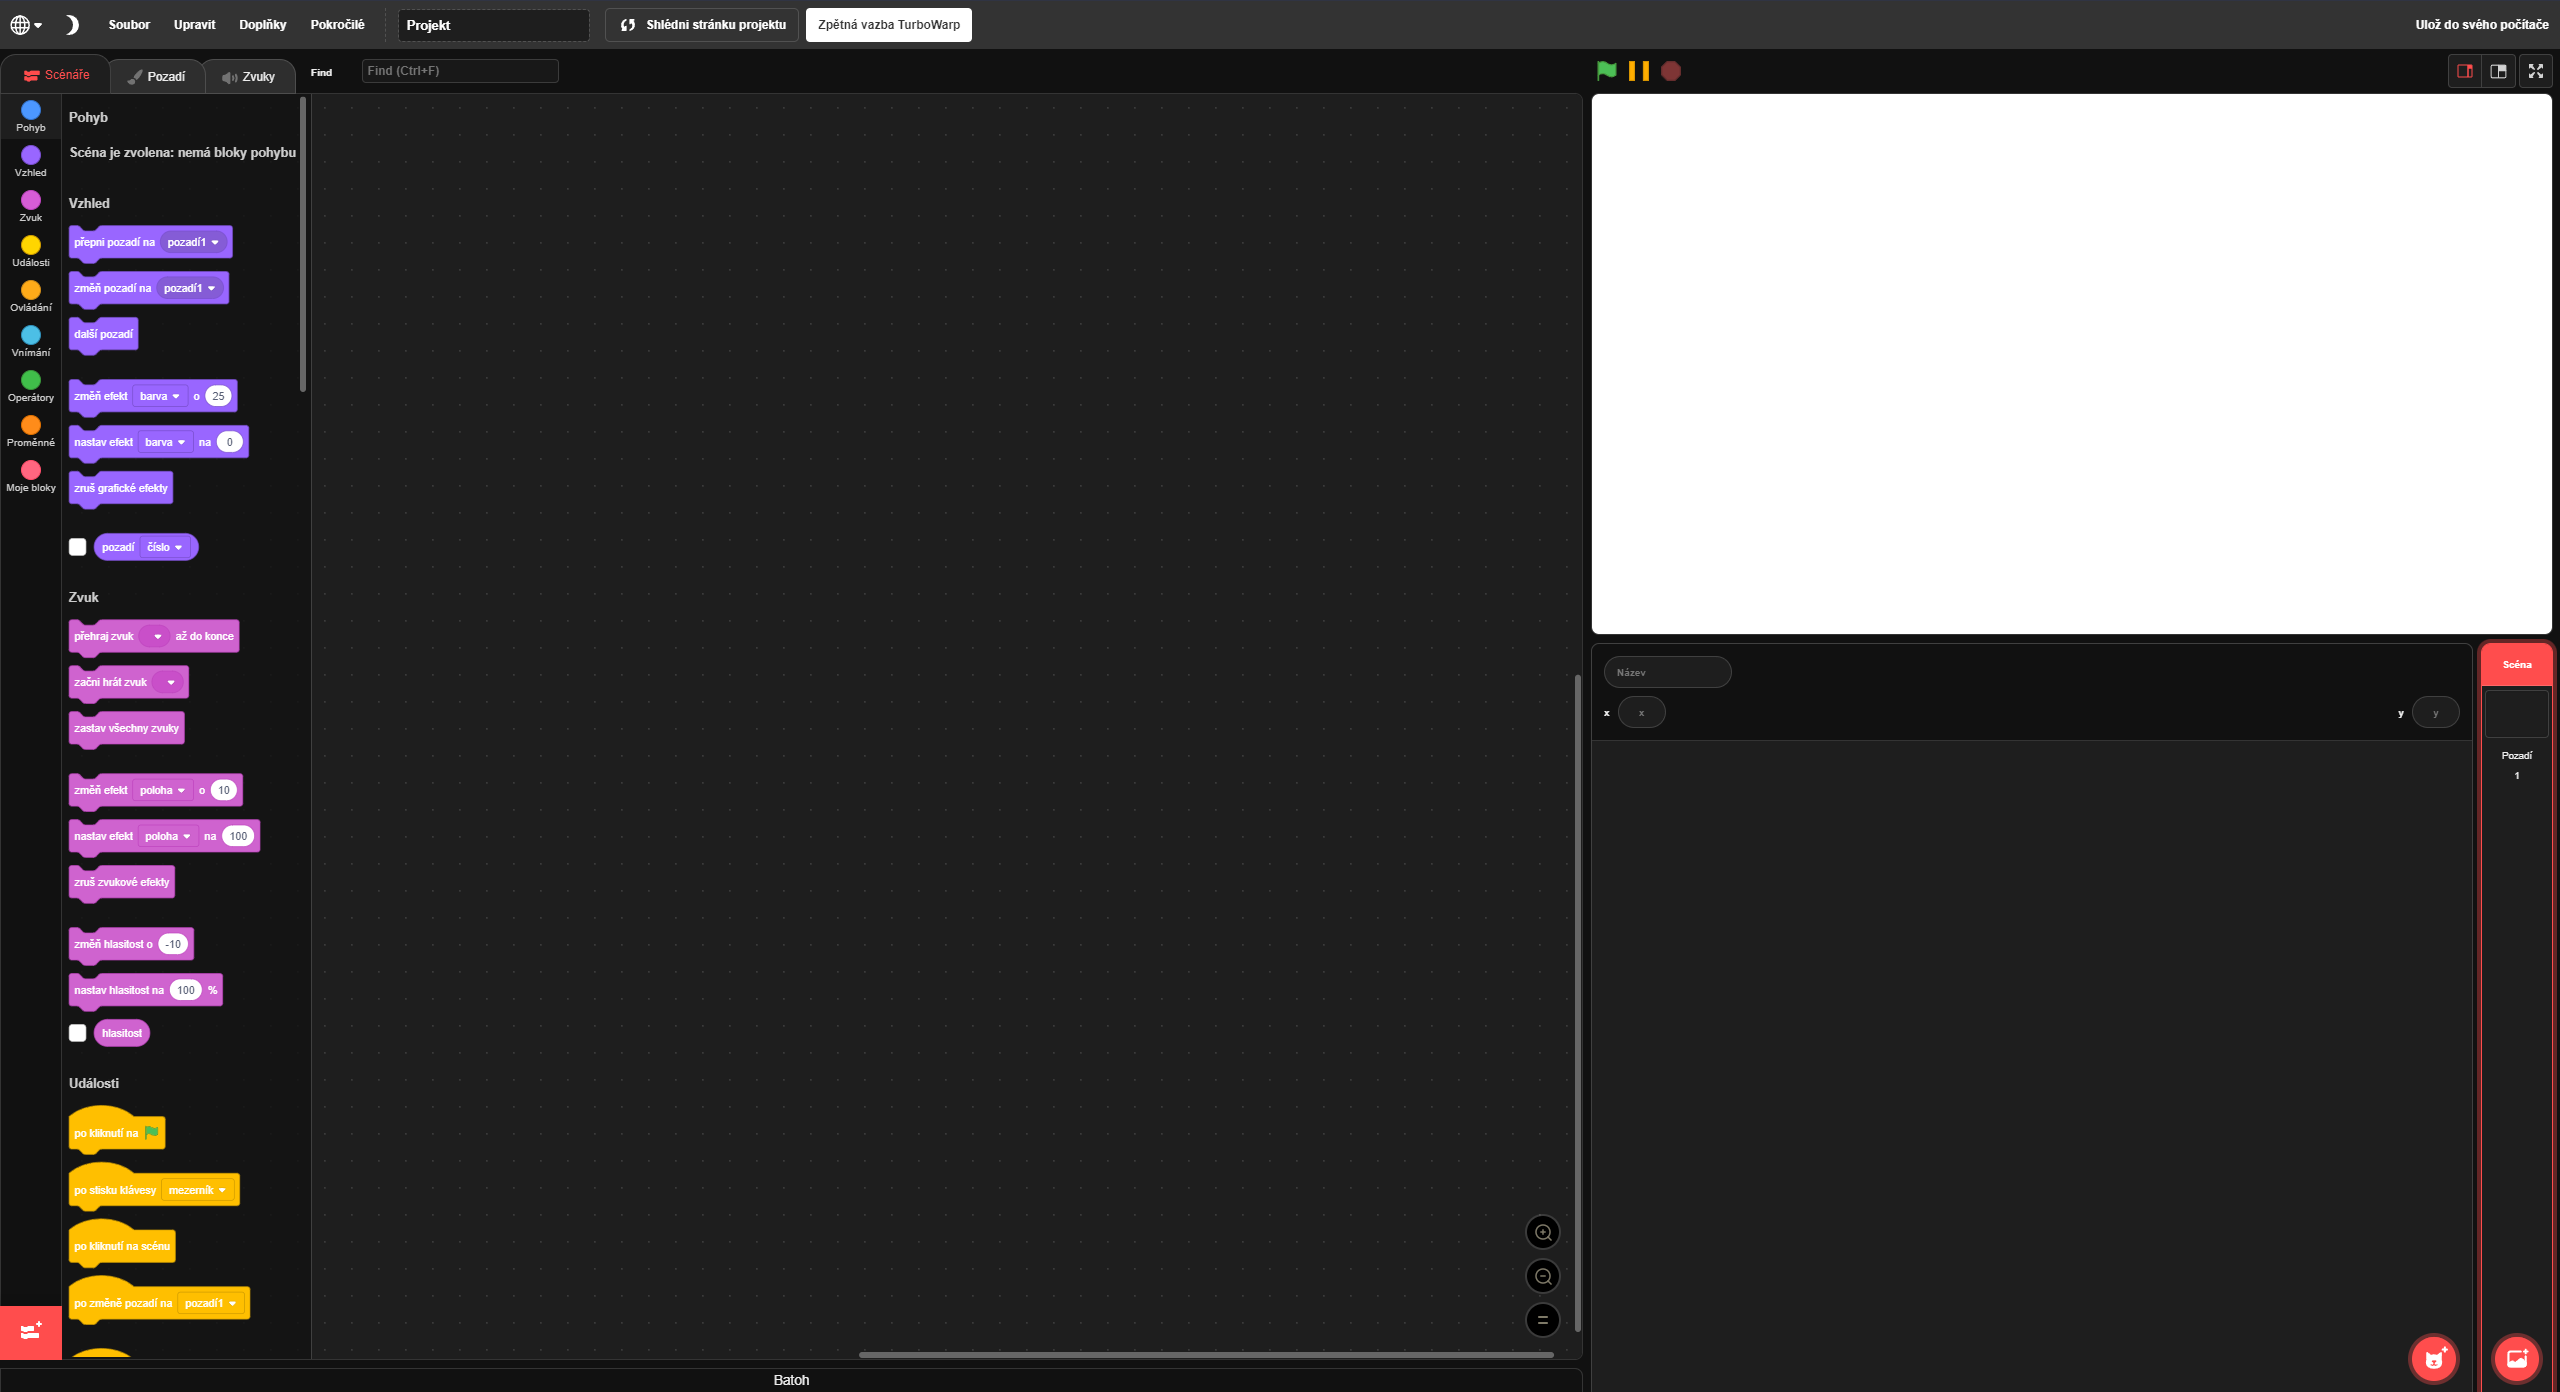 Soubor Upravit Doplňky Pokročilé Projekt Shlédni stránku projektu Zpětná vazba TurboWarp Ulož do svého počítače
Scénáře Pozadí Zvuky Find Find (Ctrl+F)
Pohyb
Vzhled
Zvuk
Události
Ovládání
Vnímání
Operátory
Proměnné
Moje bloky
Pohyb
Scéna je zvolena: nemá bloky pohybu
Vzhled
přepni pozadí na pozadí1
změň pozadí na pozadí1
další pozadí
změň efekt barva o 25
nastav efekt barva na 0
zruš grafické efekty
pozadí číslo
Zvuk
přehraj zvuk až do konce
začni hrát zvuk
zastav všechny zvuky
změň efekt poloha o 10
nastav efekt poloha na 100
zruš zvukové efekty
změň hlasitost o -10
nastav hlasitost na 100 %
hlasitost
Události
po kliknutí na
po stisku klávesy mezerník
po kliknutí na scénu
po změně pozadí na pozadí1
Batoh
Název
x x y y
Scéna
Pozadí
1